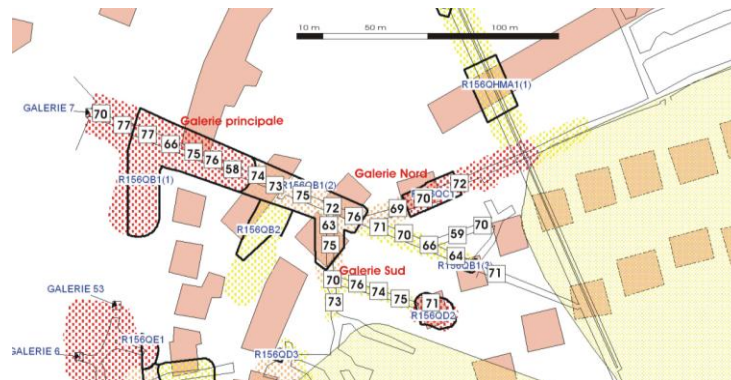 10 m 50 m 100 m
R156QHMA1(1)
GALERIE 7
70
77
77
Galerie principale
66
75
76
58
74
73
R156QB1(2)
75
72
76
63
75
R156QB1(1)
R156QB2
Galerie Nord
69
70
72
71
70
66
59
70
64
R156QB1(3)
71
Galerie Sud
70
76
74
75
71
R156QD2
73
GALERIE 53
R156QE1
GALERIE 6
R156QD3